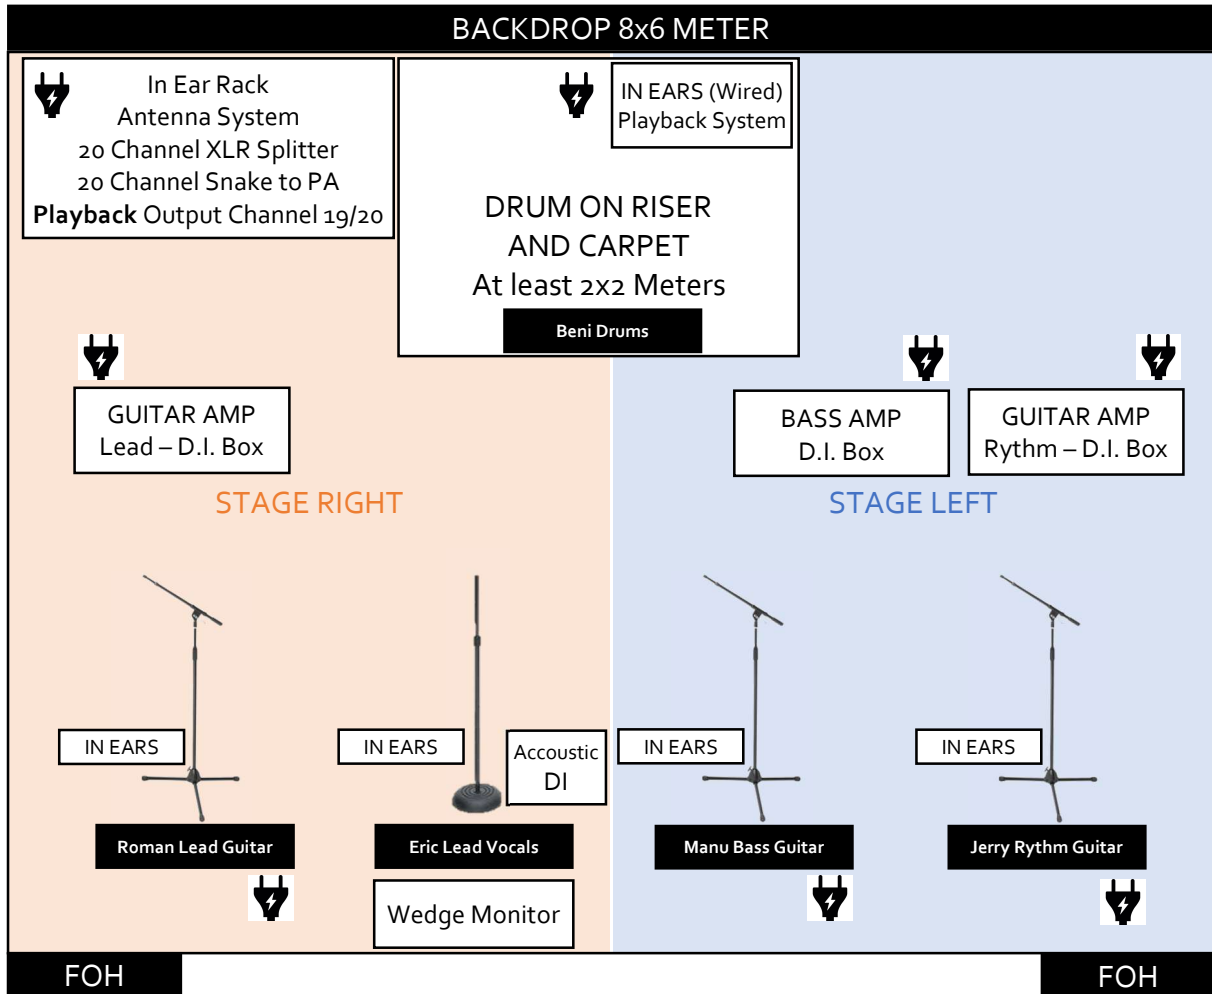 BACKDROP 8x6 METER
In Ear Rack
Antenna System
20 Channel XLR Splitter
20 Channel Snake to PA
Playback Output Channel 19/20
IN EARS (Wired)
Playback System
DRUM ON RISER
AND CARPET
At least 2x2 Meters
Beni Drums
GUITAR AMP
Lead – D.I. Box
BASS AMP
D.I. Box
GUITAR AMP
Rythm – D.I. Box
STAGE RIGHT
STAGE LEFT
IN EARS
IN EARS
Accoustic
DI
IN EARS
IN EARS
Roman Lead Guitar
Eric Lead Vocals
Manu Bass Guitar
Jerry Rythm Guitar
Wedge Monitor
FOH
FOH